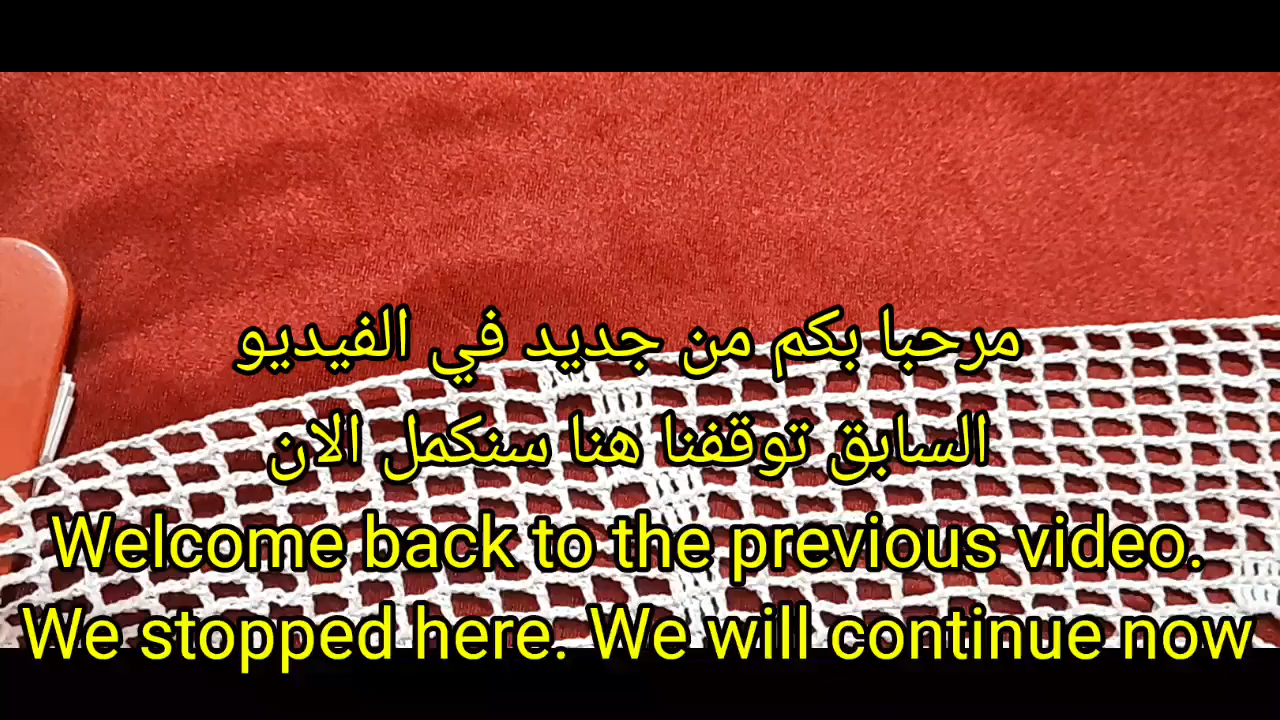 مرحبا بكم من جديد في الفيديو
السابق توقفنا هنا سنكمل الان
Welcome back to the previous video.
We stopped here. We will continue now